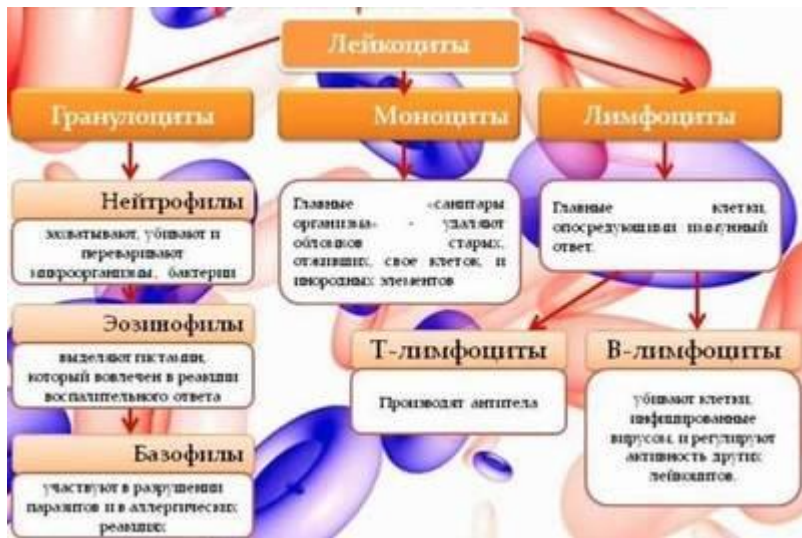 Лейкоциты
Гранулоциты
Моноциты
Лимфоциты
Нейтрофилы
захватывают, убивают и
переваривают
микроорганизмы, бактерии
Эозинофилы
выделяют гистамин,
который вовлечен в реакции
воспалительного ответа
Базофилы
участвуют в разрушении
паразитов и в аллергических
реакциях
Главные «санитары
организма» - удаляют
обломков старых,
отживших, свое клеток, и
инородных элементов
Главные клетки,
опосредующии иммунный
ответ.
Т-лимфоциты
Производят антитела
В-лимфоциты
убивают клетки,
инфицированные
вирусом, и регулируют
активность других
лейкоцитов.